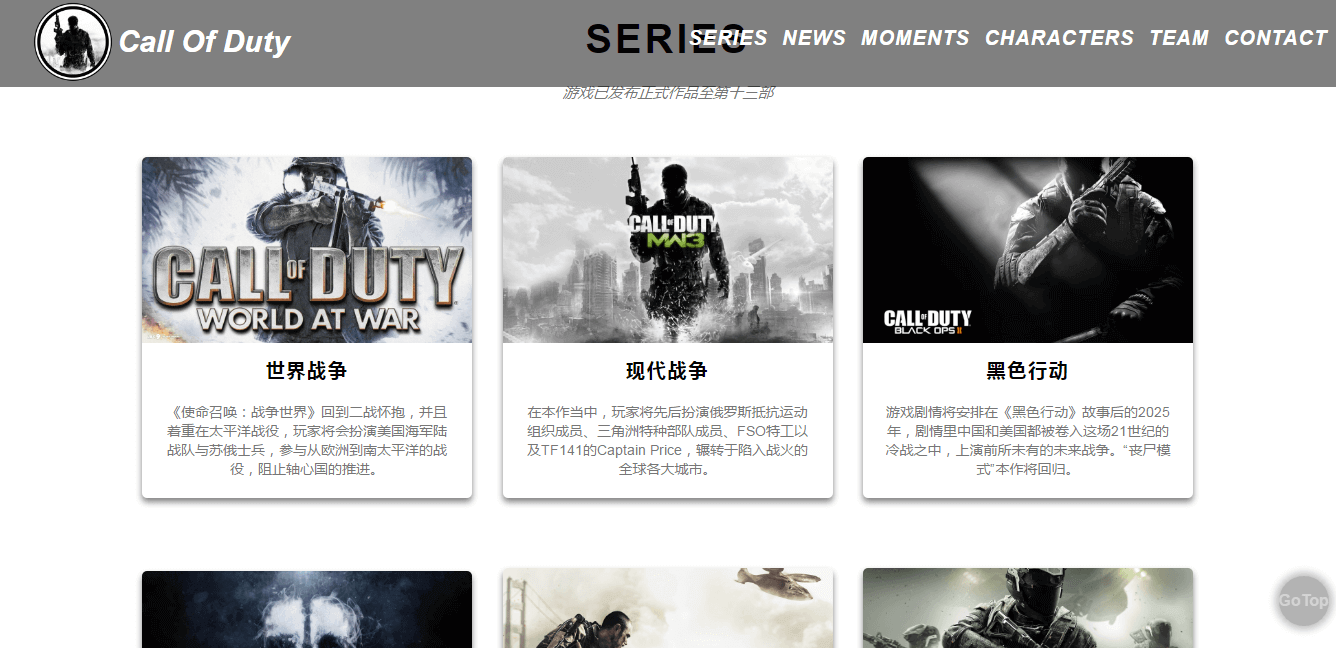 Call Of Duty
SERIES
SERIES NEWS MOMENTS CHARACTERS TEAM CONTACT
游戏已发布正式作品至第十三部
CALL OF DUTY
WORLD AT WAR
CALL OF DUTY
MW3
CALL OF DUTY
BLACK OPS II
世界战争
现代战争
黑色行动
《使命召唤：战争世界》回到二战怀抱，并且
着重在太平洋战役，玩家将会扮演美国海军陆
战队与苏俄士兵，参与从欧洲到南太平洋的战
役，阻止轴心国的推进。
在本作当中，玩家将先后扮演俄罗斯抵抗运动
组织成员、三角洲特种部队成员、FSO特工以
及TF141的Captain Price，辗转于陷入战火的
全球各大城市。
游戏剧情将安排在《黑色行动》故事后的2025
年，剧情里中国和美国都被卷入这场21世纪的
冷战之中，上演前所未有的未来战争。“丧尸模
式”本作将回归。
GoTop